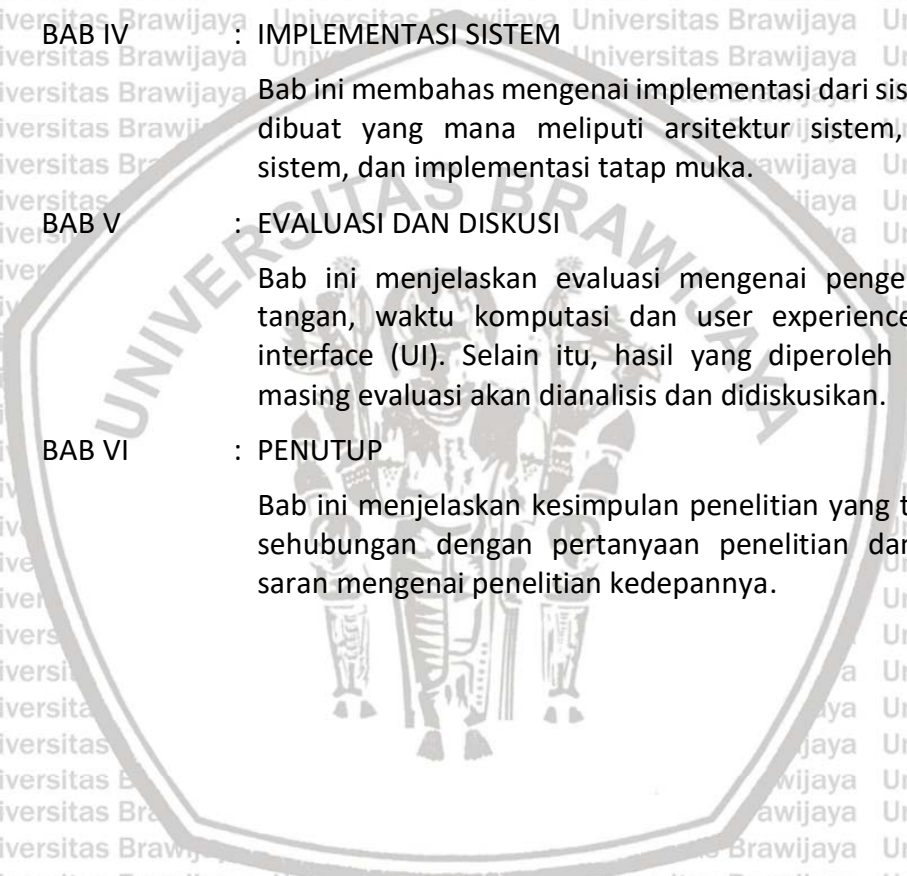 BAB IV : IMPLEMENTASI SISTEM
Bab ini membahas mengenai implementasi dari
dibuat yang mana meliputi arsitektur sistem,
sistem, dan implementasi tatap muka.
BAB V : EVALUASI DAN DISKUSI
Bab ini menjelaskan evaluasi mengenai
tangan, waktu komputasi dan user experience
interface (UI). Selain itu, hasil yang diperoleh
masing evaluasi akan dianalisis dan didiskusikan.
BAB VI : PENUTUP
Bab ini menjelaskan kesimpulan penelitian yang
sehubungan dengan pertanyaan penelitian
saran mengenai penelitian kedepannya.
UNIVERSITAS BRAWIJAYA